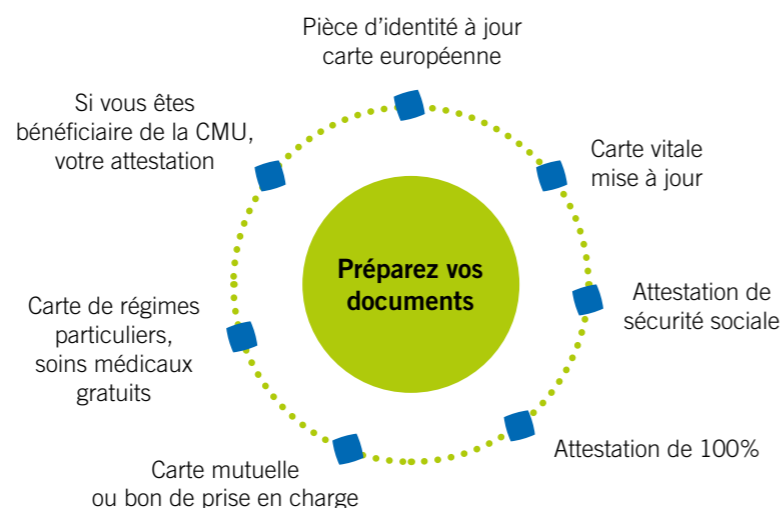 Pièce d’identité à jour
carte européenne
Carte vitale
mise à jour
Attestation de
sécurité sociale
Attestation de 100%
Carte mutuelle
ou bon de prise en charge
Carte de régimes
particuliers,
soins médicaux
gratuits
Si vous êtes
bénéficiaire de la CMU,
votre attestation
Préparez vos
documents